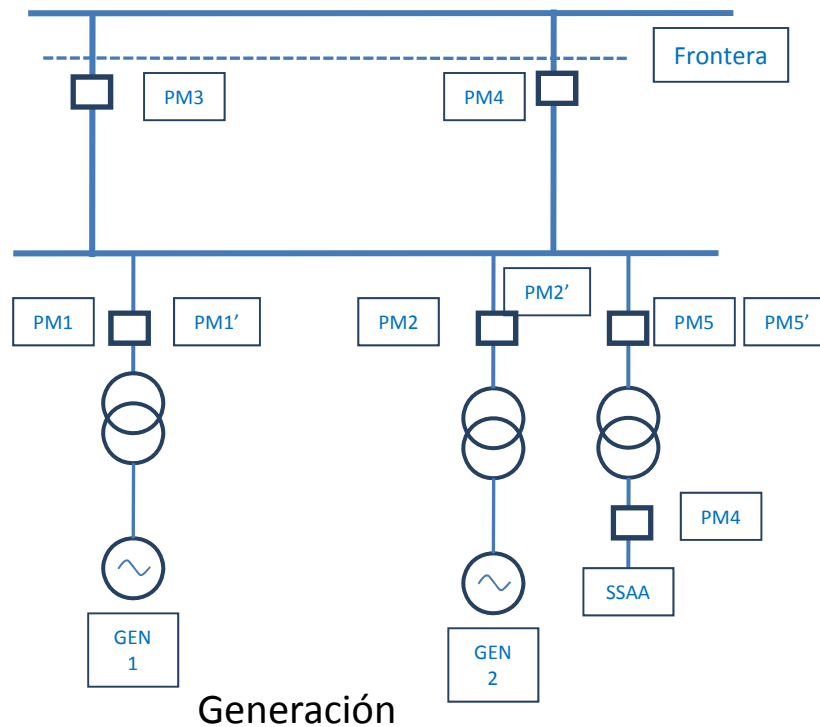 Frontera
PM3
PM4
PM1
PM1’
PM2
PM2’
PM5
PM5’
PM4
SSAA
GEN
1
GEN
2
Generación